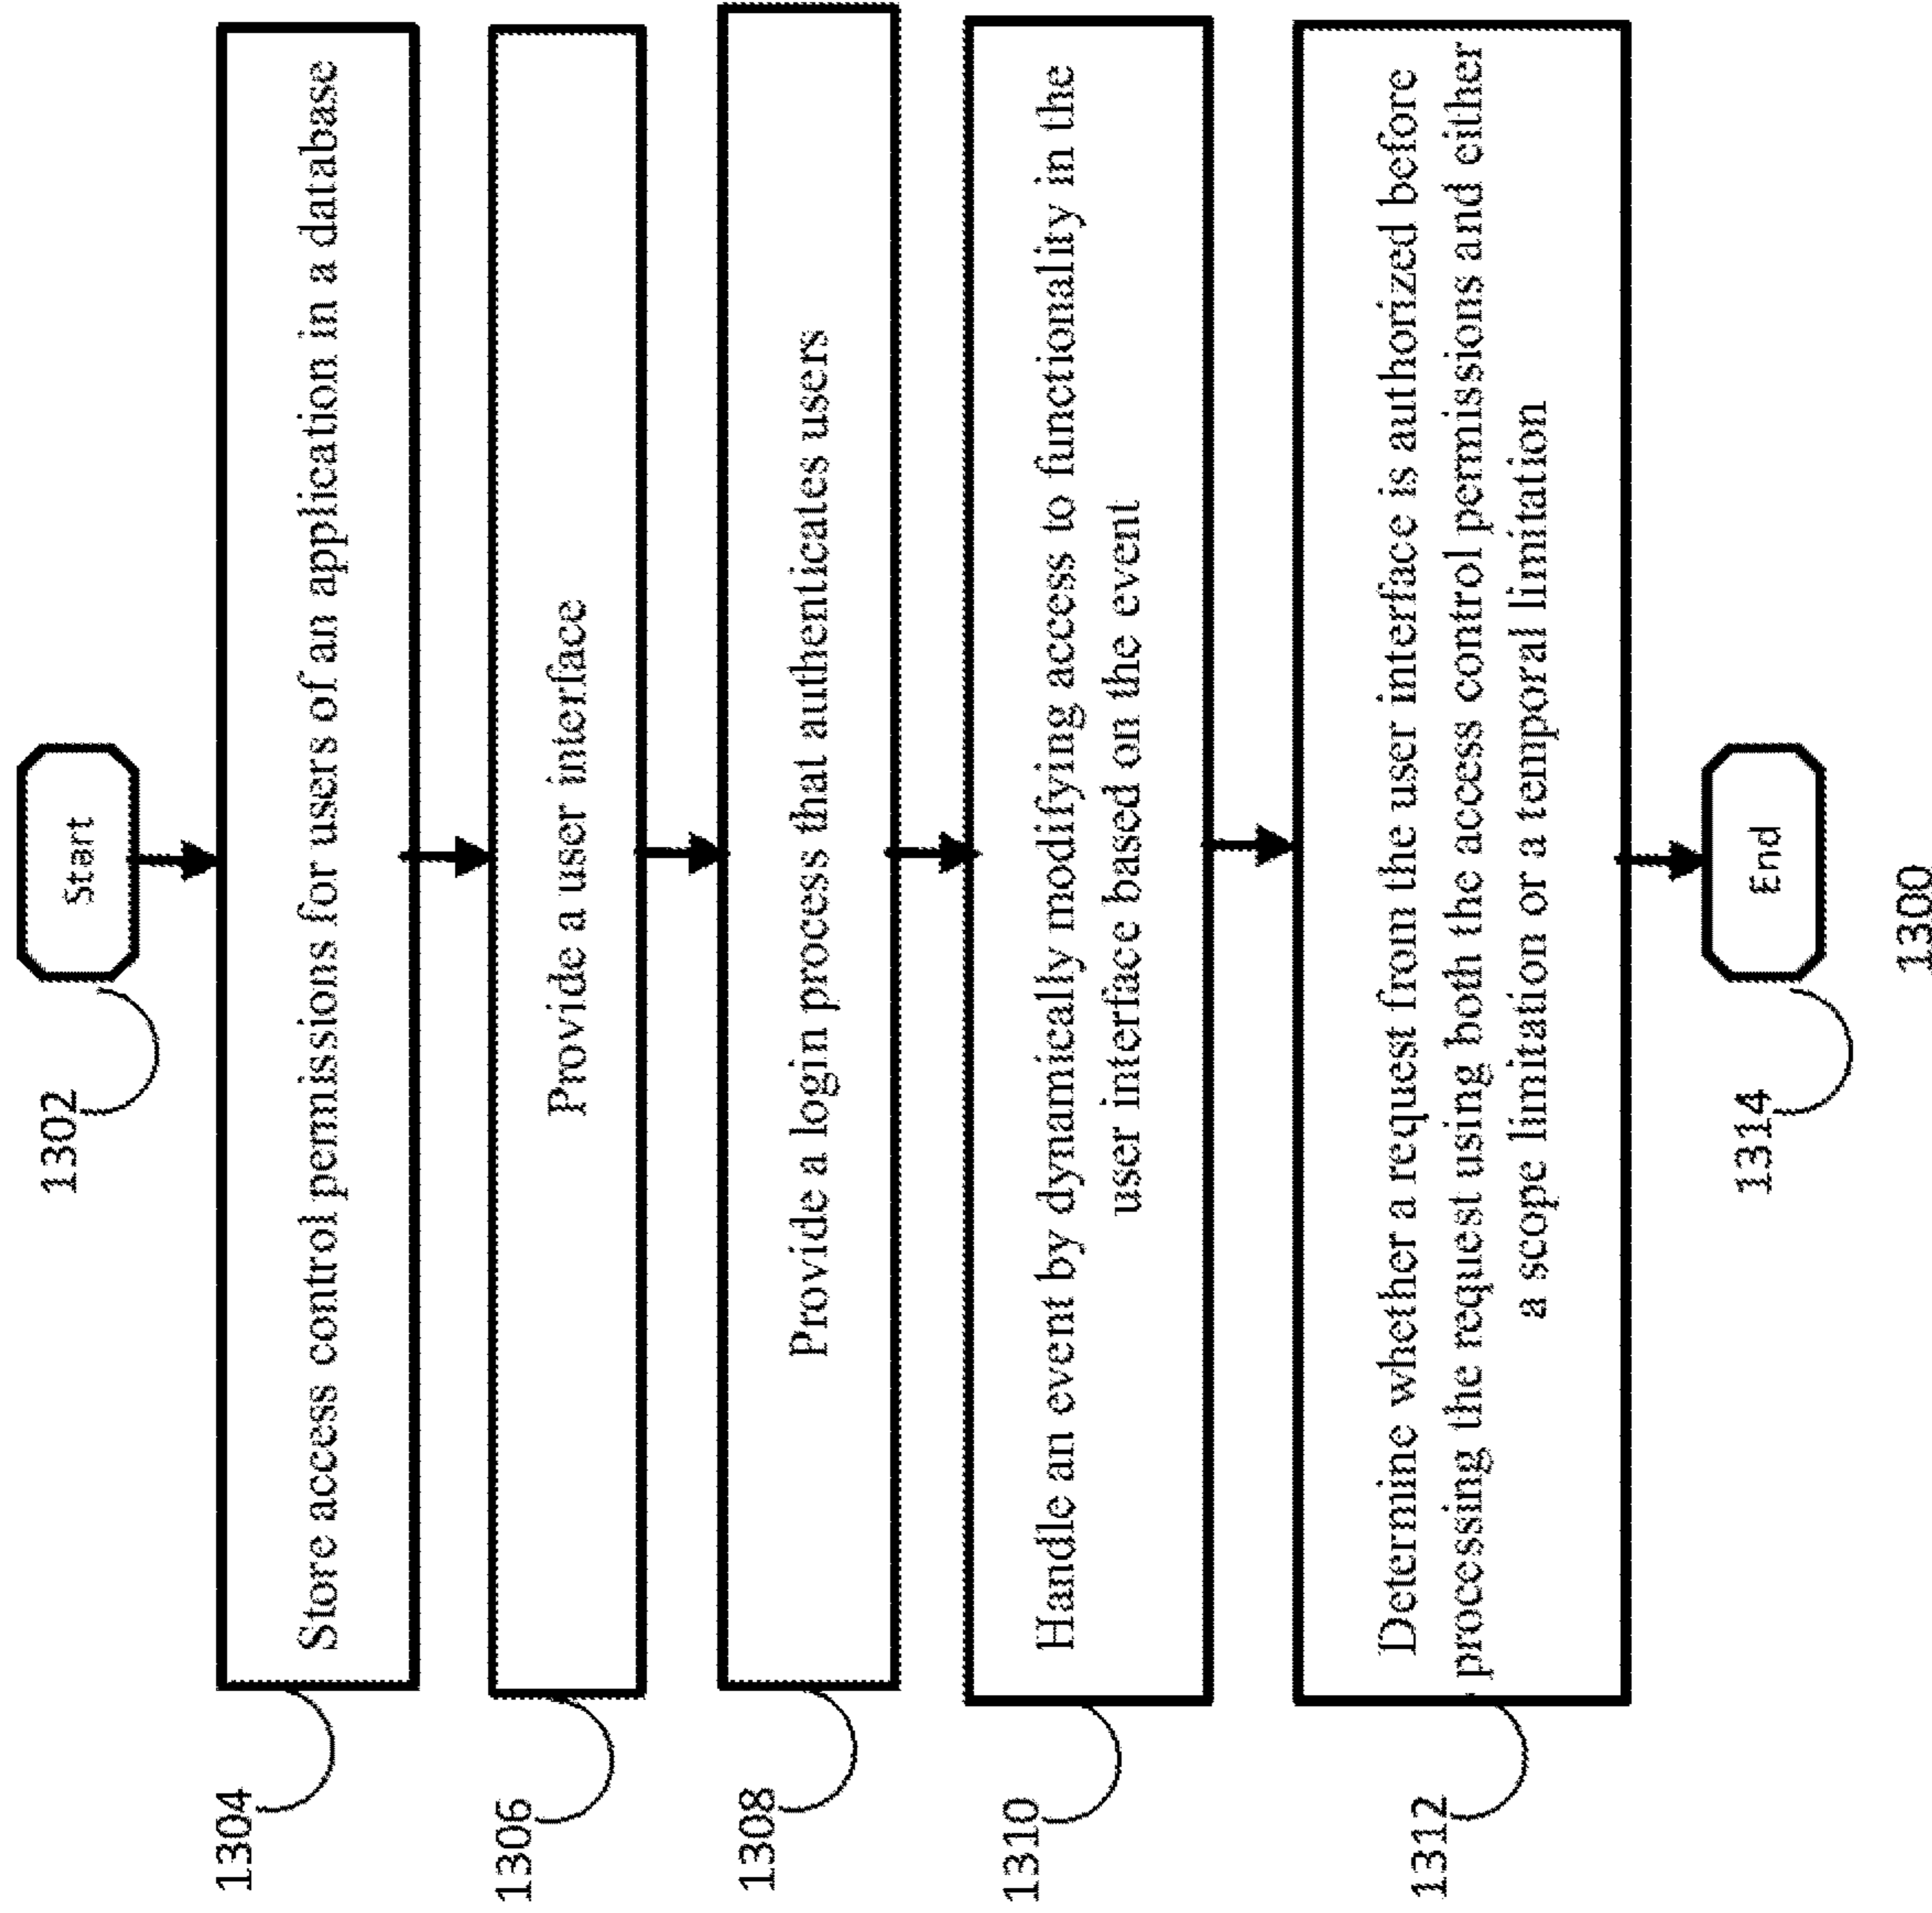 1302
Start
1304
Store access control permissions for users of an application in a database
1306
Provide a user interface
1308
Provide a login process that authenticates users
1310
Handle an event by dynamically modifying access to functionality in the
user interface based on the event
1312
Determine whether a request from the user interface is authorized before
processing the request using both the access control permissions and either
a scope limitation or a temporal limitation
1314
End
1300